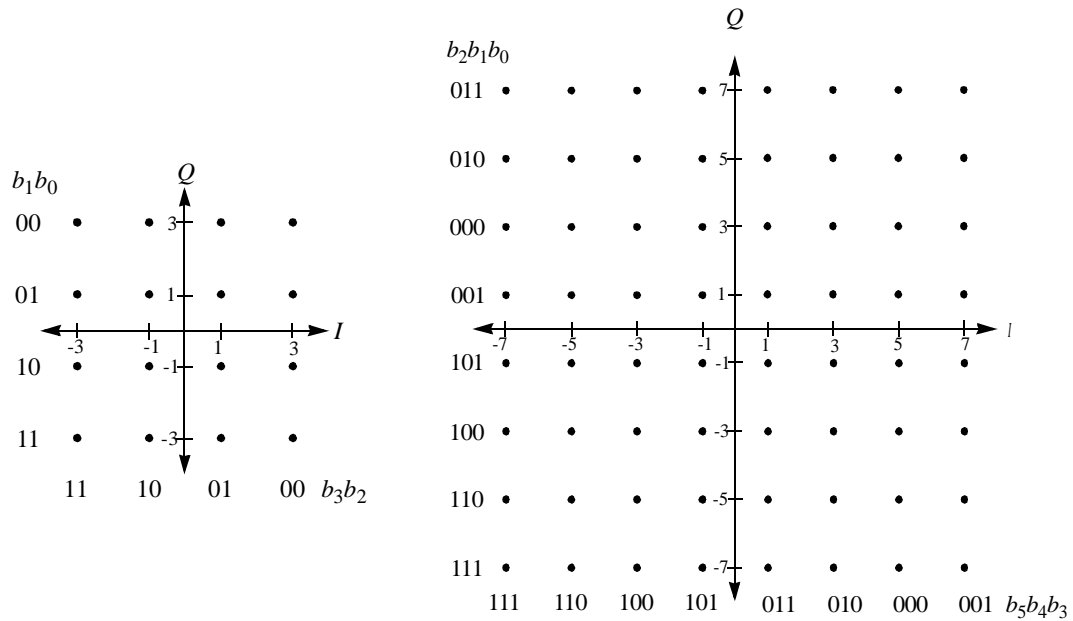 Q
b₁b₀
00
3
01
1
I
-3 -1 1 3
10
-1
11
-3
11 10 01 00 b₃b₂
Q
b₂b₁b₀
011
7
010
5
000
3
001
1
-7 -5 -3 -1 1 3 5 7 I
101
-1
100
-3
110
-5
111
-7
111 110 100 101 011 010 000 001 b₅b₄b₃